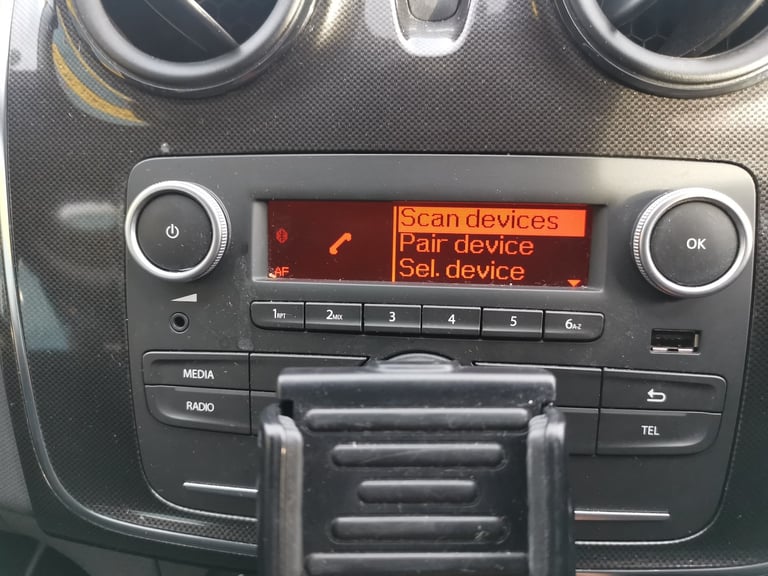 Scan devices
Pair device
Sel. device
AF
OK
1RPT 2MIX 3 4 5 6A-Z
MEDIA
RADIO
TEL